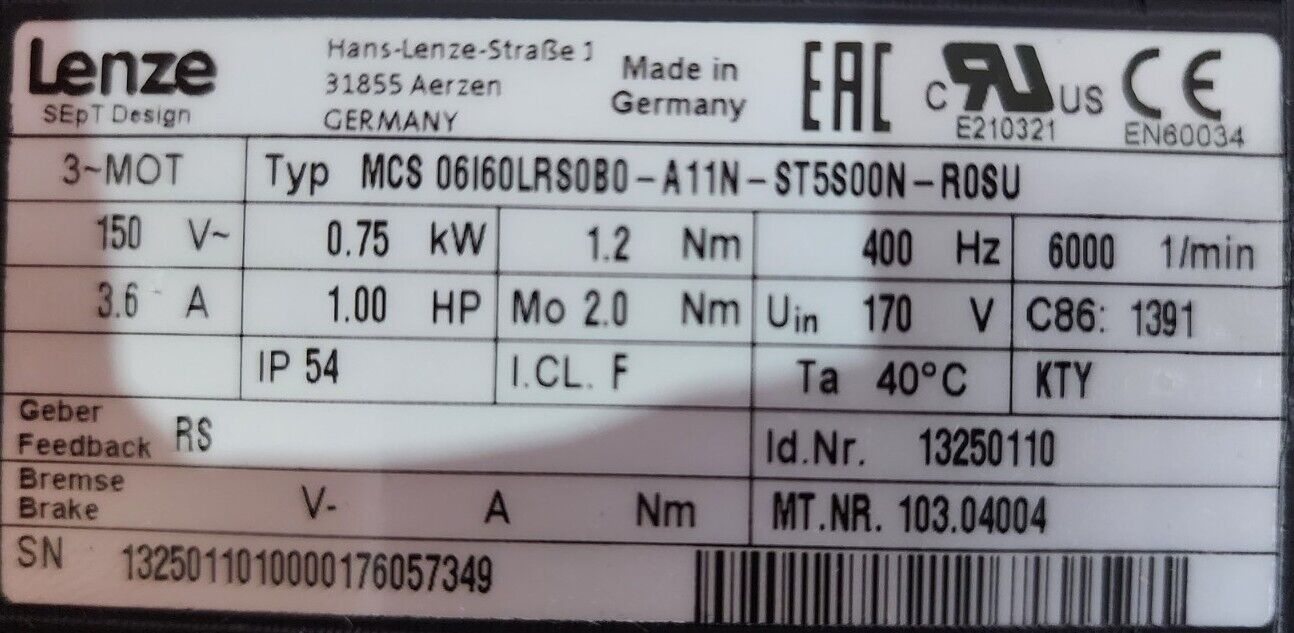 Lenze
SEpT Design
Hans-Lenze-Straße 1
31855 Aerzen
GERMANY
Made in
Germany
EAC
C RU US
E210321
CE
EN60034
3~MOT Typ MCS 06I60LRS0B0-A11N-ST5S00N-R0SU
150 V~ 0.75 kW 1.2 Nm 400 Hz 6000 1/min
3.6 A 1.00 HP Mo 2.0 Nm Uin 170 V C86: 1391
IP 54 I.CL. F Ta 40°C KTY
Geber
Feedback RS
Id.Nr. 13250110
Bremse
Brake V- A Nm
MT.NR. 103.04004
SN 1325011010000176057349